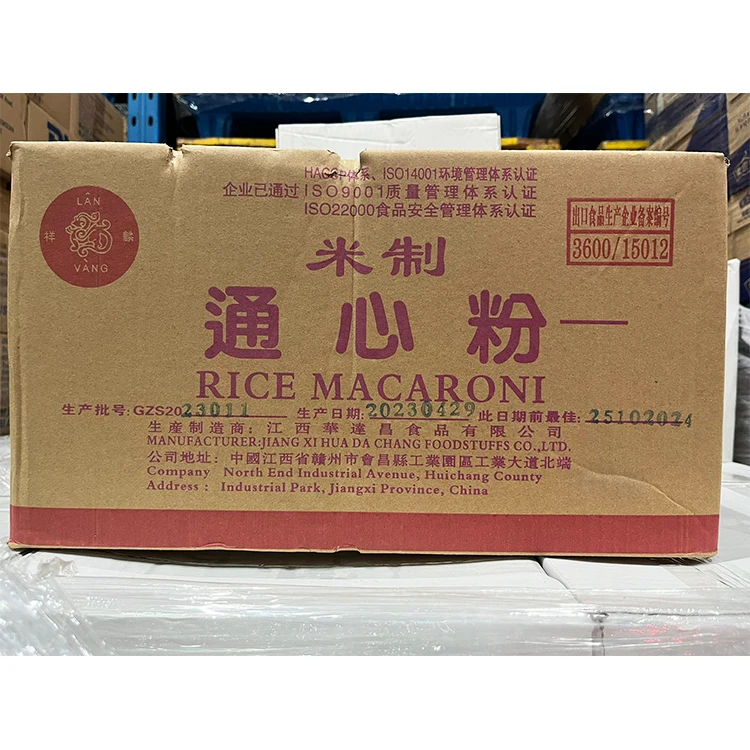 LÂN
祥 麟
VÀNG
HACCP体系、ISO14001环境管理体系认证
企业已通过 ISO9001质量管理体系认证
ISO22000食品安全管理体系认证
出口食品生产企业备案编号
3600/15012
米制
通心粉一
RICE MACARONI
生产批号: GZS2023011 生产日期: 20230429 此日期前最佳: 25102024
生產製造商: 江西華達昌食品有限公司
MANUFACTURER:JIANG XI HUA DA CHANG FOODSTUFFS CO.,LTD.
公司地址: 中國江西省贛州市會昌縣工業園區工業大道北端
Company North End Industrial Avenue, Huichang County
Address : Industrial Park, Jiangxi Province, China